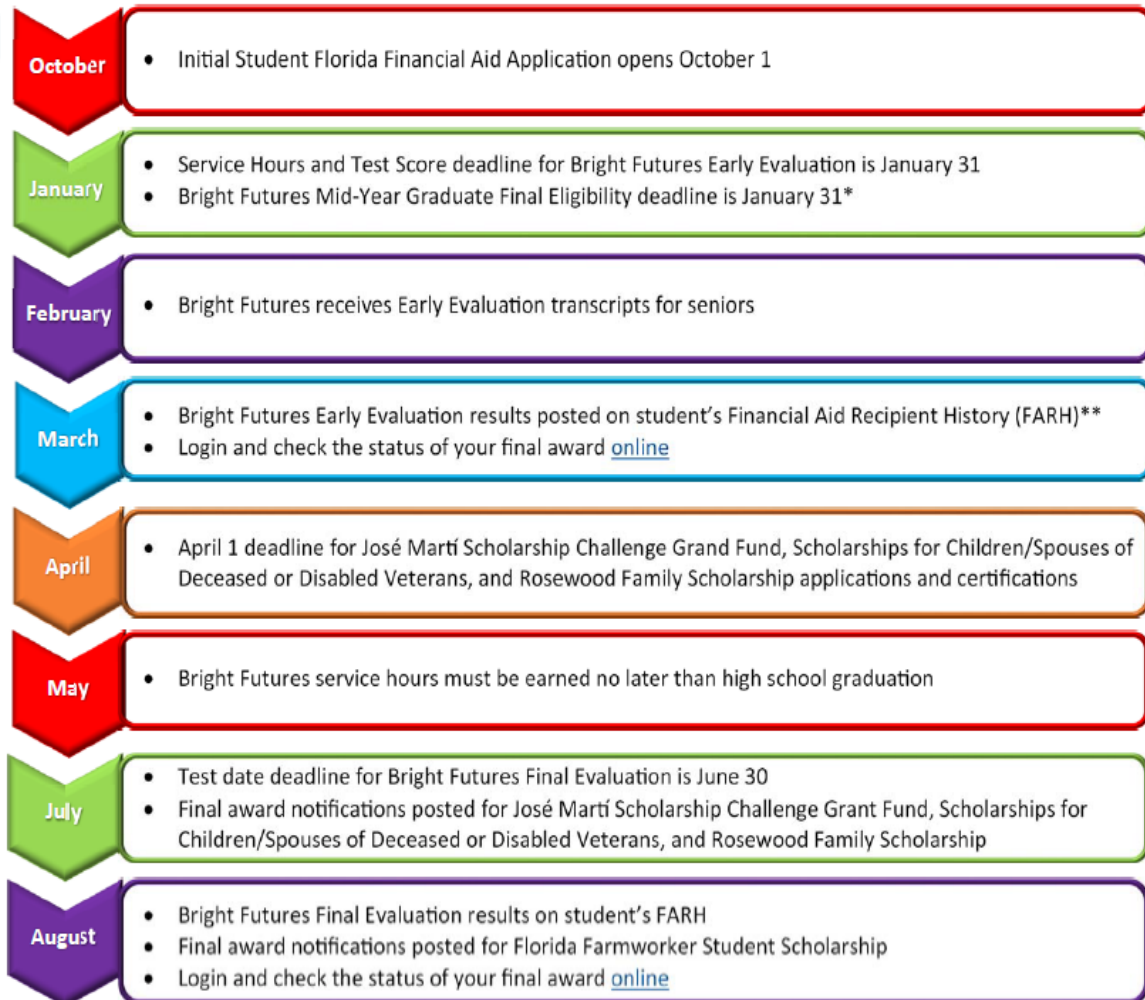 October
• Initial Student Florida Financial Aid Application opens October 1
January
• Service Hours and Test Score deadline for Bright Futures Early Evaluation is January 31
• Bright Futures Mid-Year Graduate Final Eligibility deadline is January 31*
February
• Bright Futures receives Early Evaluation transcripts for seniors
March
• Bright Futures Early Evaluation results posted on student’s Financial Aid Recipient History (FARH)**
• Login and check the status of your final award online
April
• April 1 deadline for José Martí Scholarship Challenge Grand Fund, Scholarships for Children/Spouses of
Deceased or Disabled Veterans, and Rosewood Family Scholarship applications and certifications
May
• Bright Futures service hours must be earned no later than high school graduation
July
• Test date deadline for Bright Futures Final Evaluation is June 30
• Final award notifications posted for José Martí Scholarship Challenge Grant Fund, Scholarships for
Children/Spouses of Deceased or Disabled Veterans, and Rosewood Family Scholarship
August
• Bright Futures Final Evaluation results on student’s FARH
• Final award notifications posted for Florida Farmworker Student Scholarship
• Login and check the status of your final award online